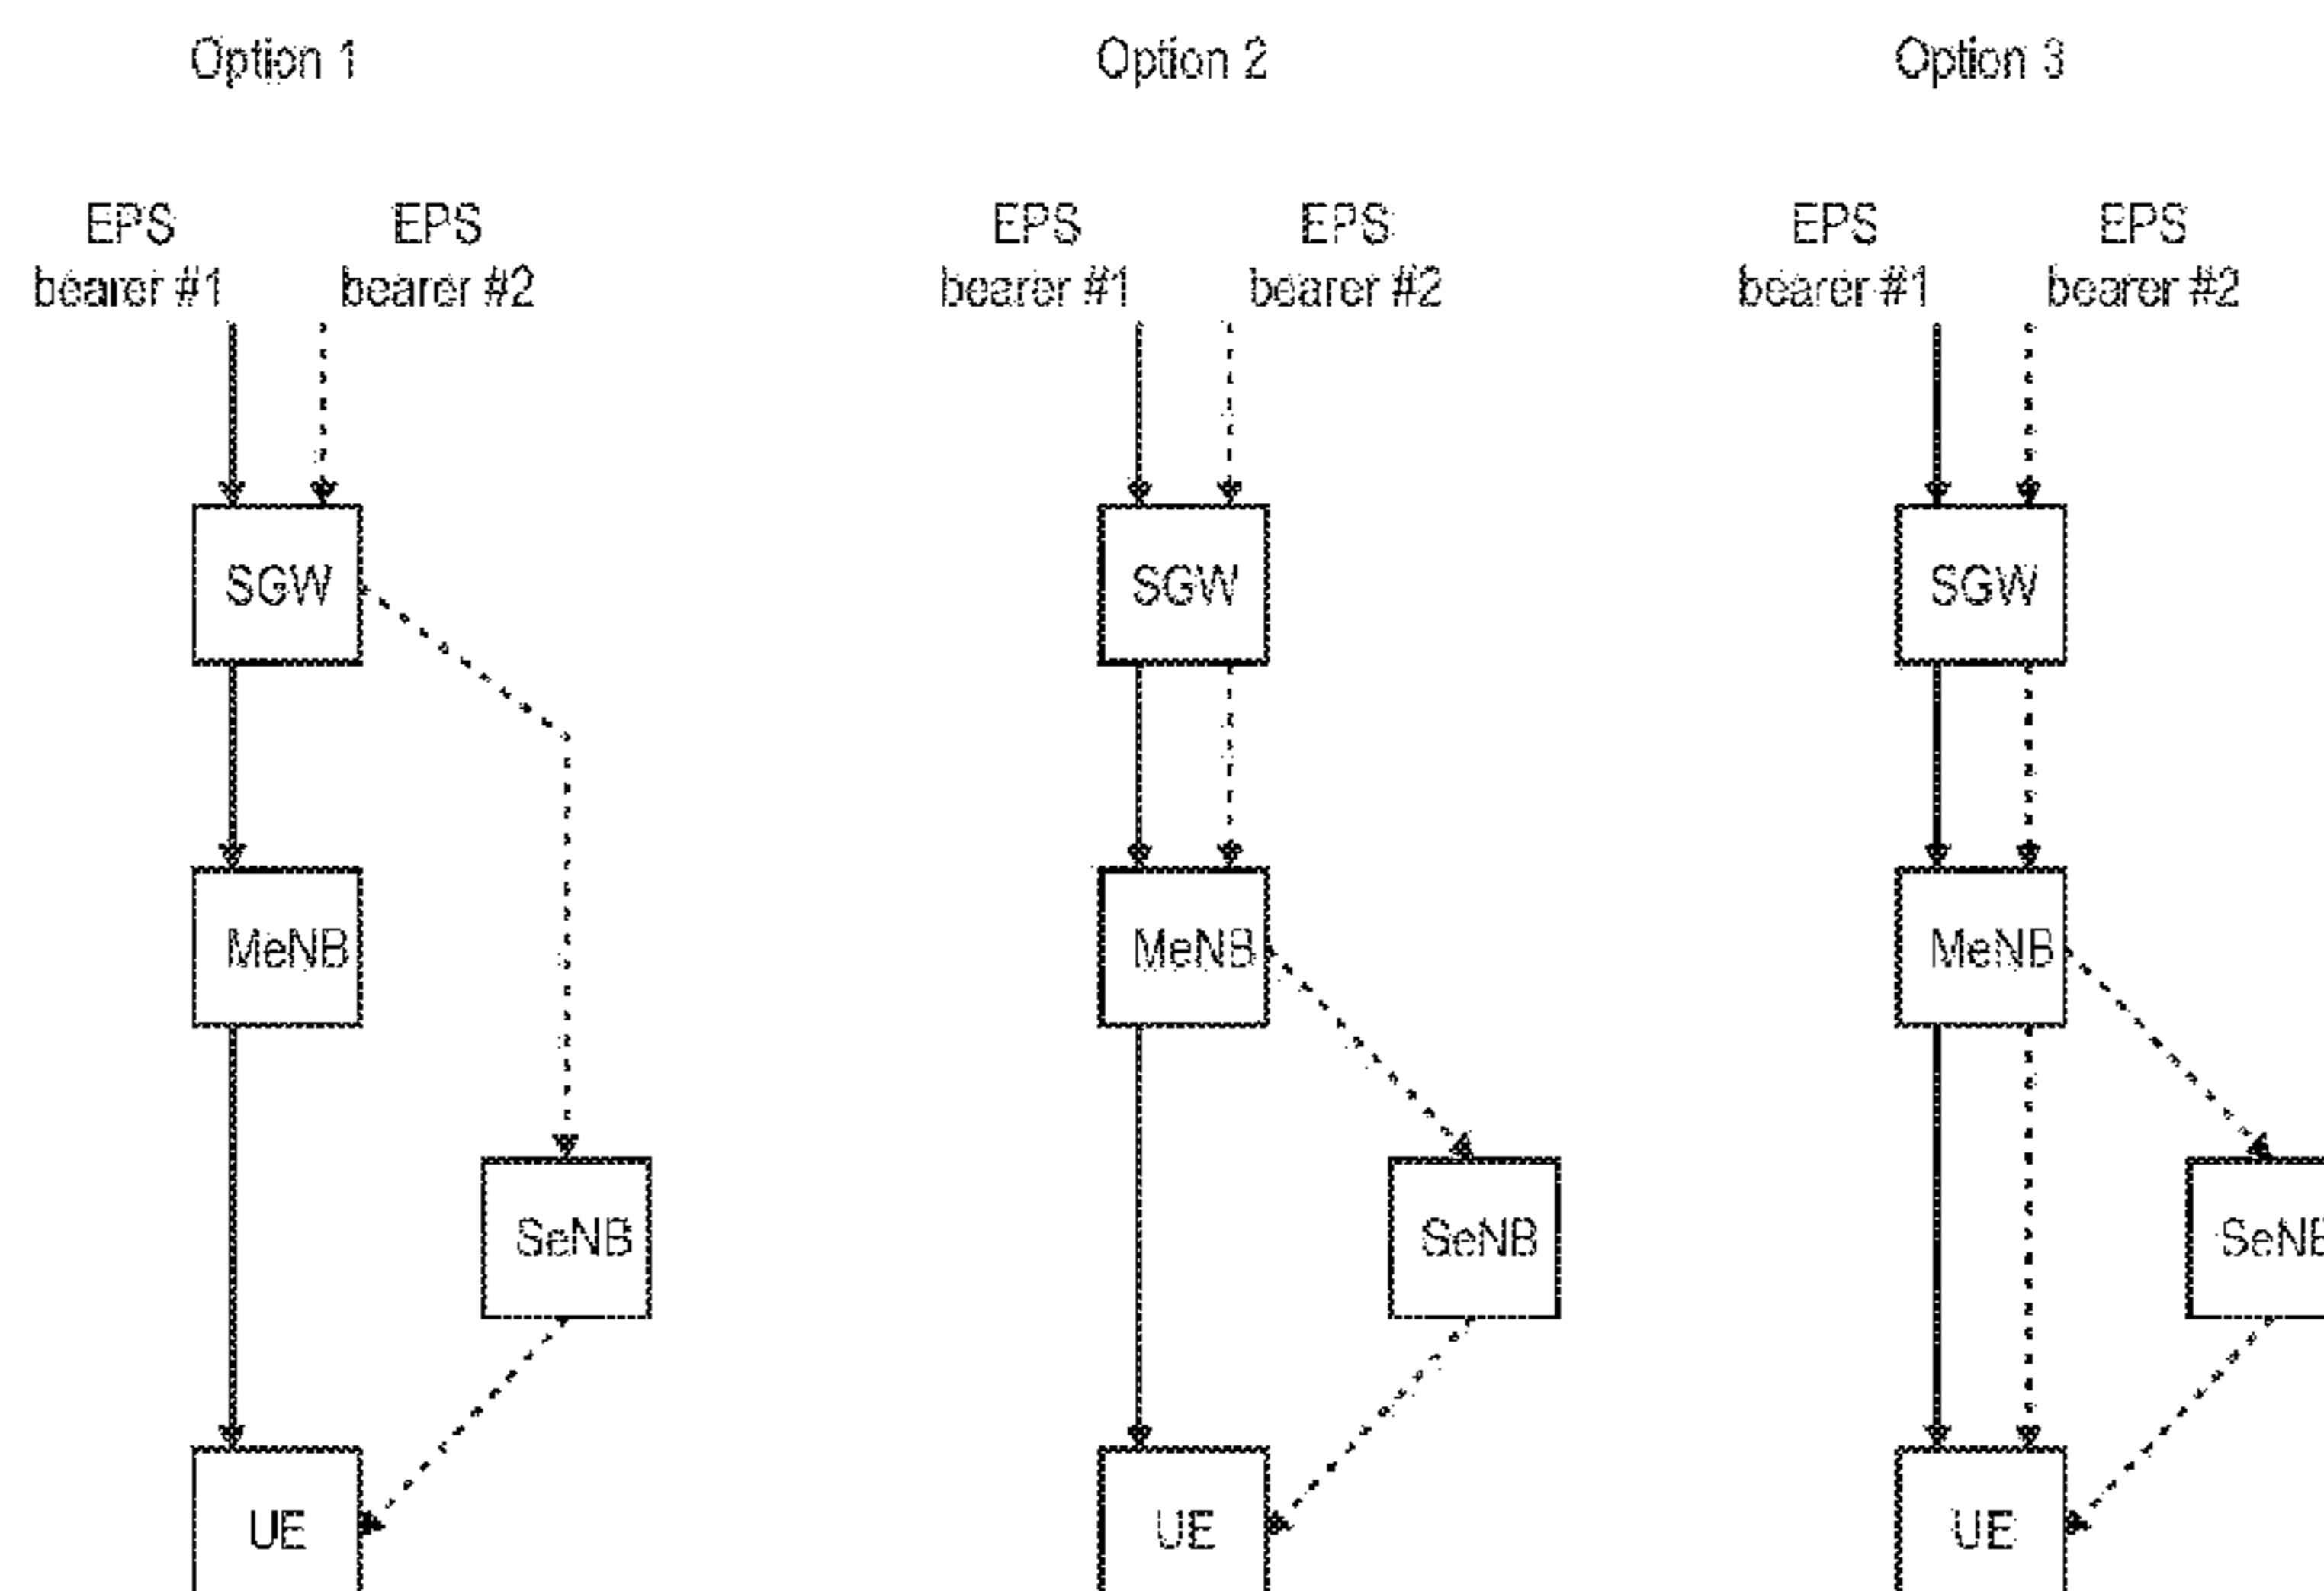 Option 1
Option 2
Option 3
EPS
bearer #1
EPS
bearer #2
EPS
bearer #1
EPS
bearer #2
EPS
bearer #1
EPS
bearer #2
SGW
SGW
SGW
MeNB
MeNB
MeNB
SeNB
SeNB
SeNB
UE
UE
UE